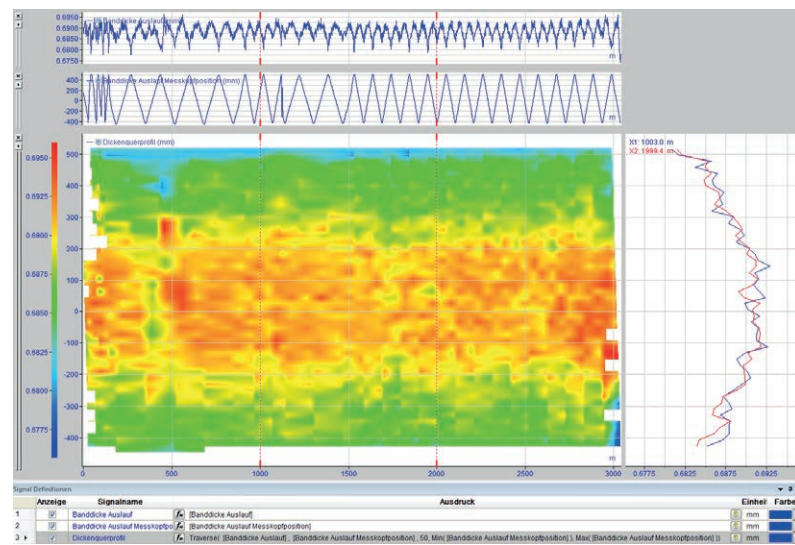 0.6950
Banddicke Auslauf (mm)
0.6900
0.6800
0.6750
m
400
Banddicke Auslauf Messkopfposition (mm)
200
0
-200
-400
m
Dickenquerprofil (mm)
X1: 1003.0 m
X2: 1999.4 m
0.6950
0.6925
0.6900
0.6875
0.6850
0.6825
0.6800
0.6775
500
400
300
200
100
0
-100
-200
-300
-400
m
0 500 1000 1500 2000 2500 3000
0.6775 0.6825 0.6875 0.6925
Signal Definitionen
Anzeige Signalname Ausdruck Einheit Farbe
1 Banddicke Auslauf fx [Banddicke Auslauf] mm
2 Banddicke Auslauf Messkopfpo fx [Banddicke Auslauf Messkopfposition] mm
3 Dickenquerprofil fx Traverse( [Banddicke Auslauf] , [Banddicke Auslauf Messkopfposition] , 50, Min( [Banddicke Auslauf Messkopfposition] ), Max( [Banddicke Auslauf Messkopfposition] )) mm